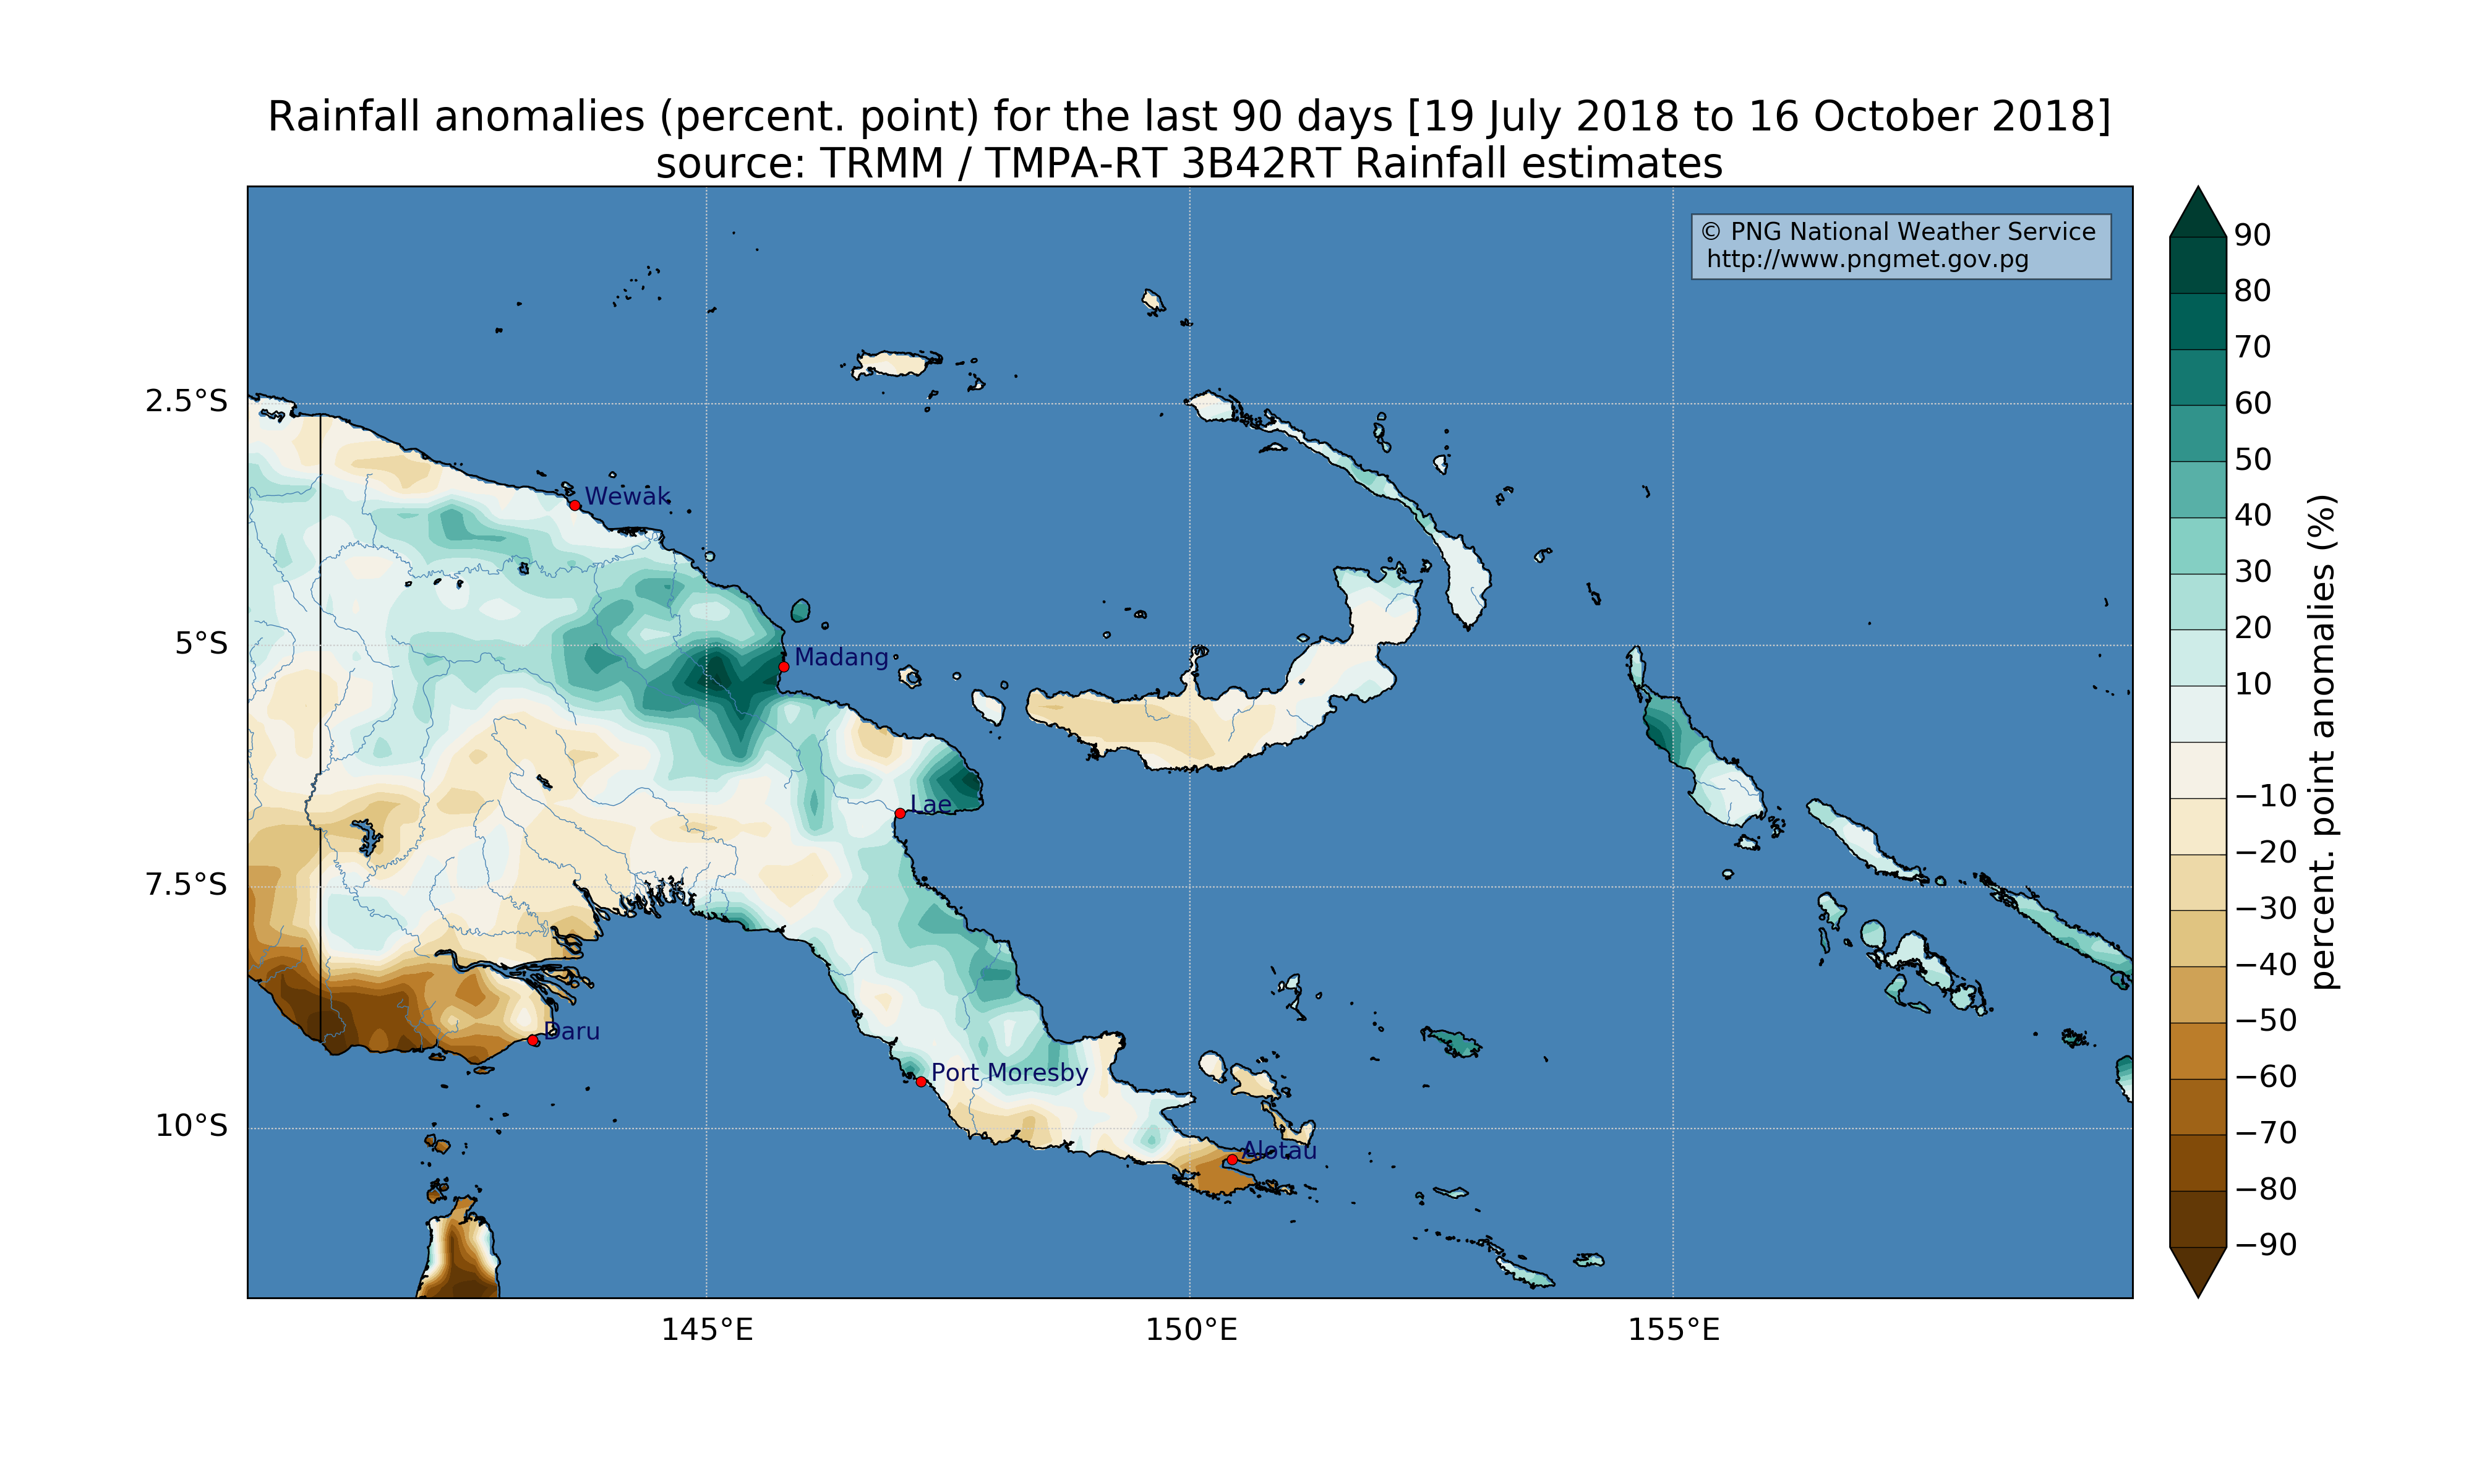 Rainfall anomalies (percent. point) for the last 90 days [19 July 2018 to 16 October 2018]
source: TRMM / TMPA-RT 3B42RT Rainfall estimates
© PNG National Weather Service
http://www.pngmet.gov.pg
2.5°S
5°S
7.5°S
10°S
145°E
150°E
155°E
Wewak
Madang
Lae
Daru
Port Moresby
Alotau
90
80
70
60
50
40
30
20
10
−10
−20
−30
−40
−50
−60
−70
−80
−90
percent. point anomalies (%)